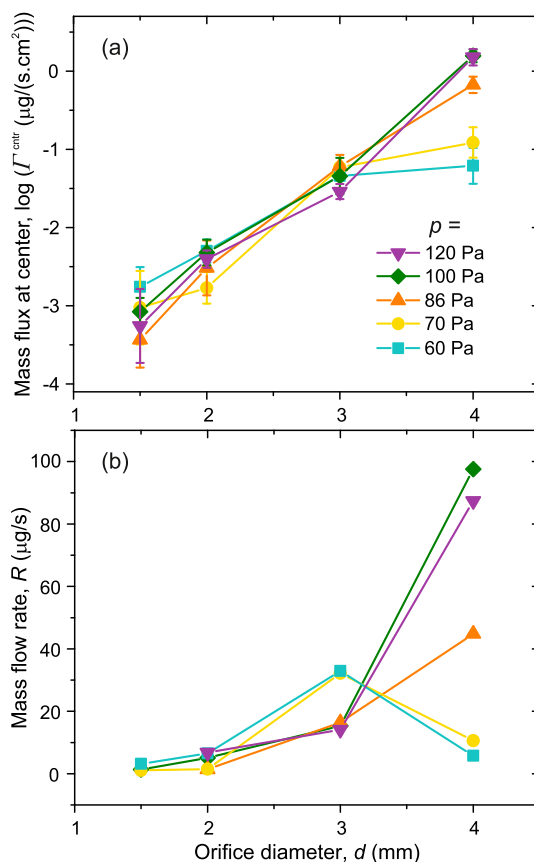 (a)
Mass flux at center, log (Γ^cntr (μg/(s.cm²)))
0
-1
-2
-3
-4
p =
120 Pa
100 Pa
86 Pa
70 Pa
60 Pa
1 2 3 4
(b)
Mass flow rate, R (μg/s)
100
80
60
40
20
0
1 2 3 4
Orifice diameter, d (mm)